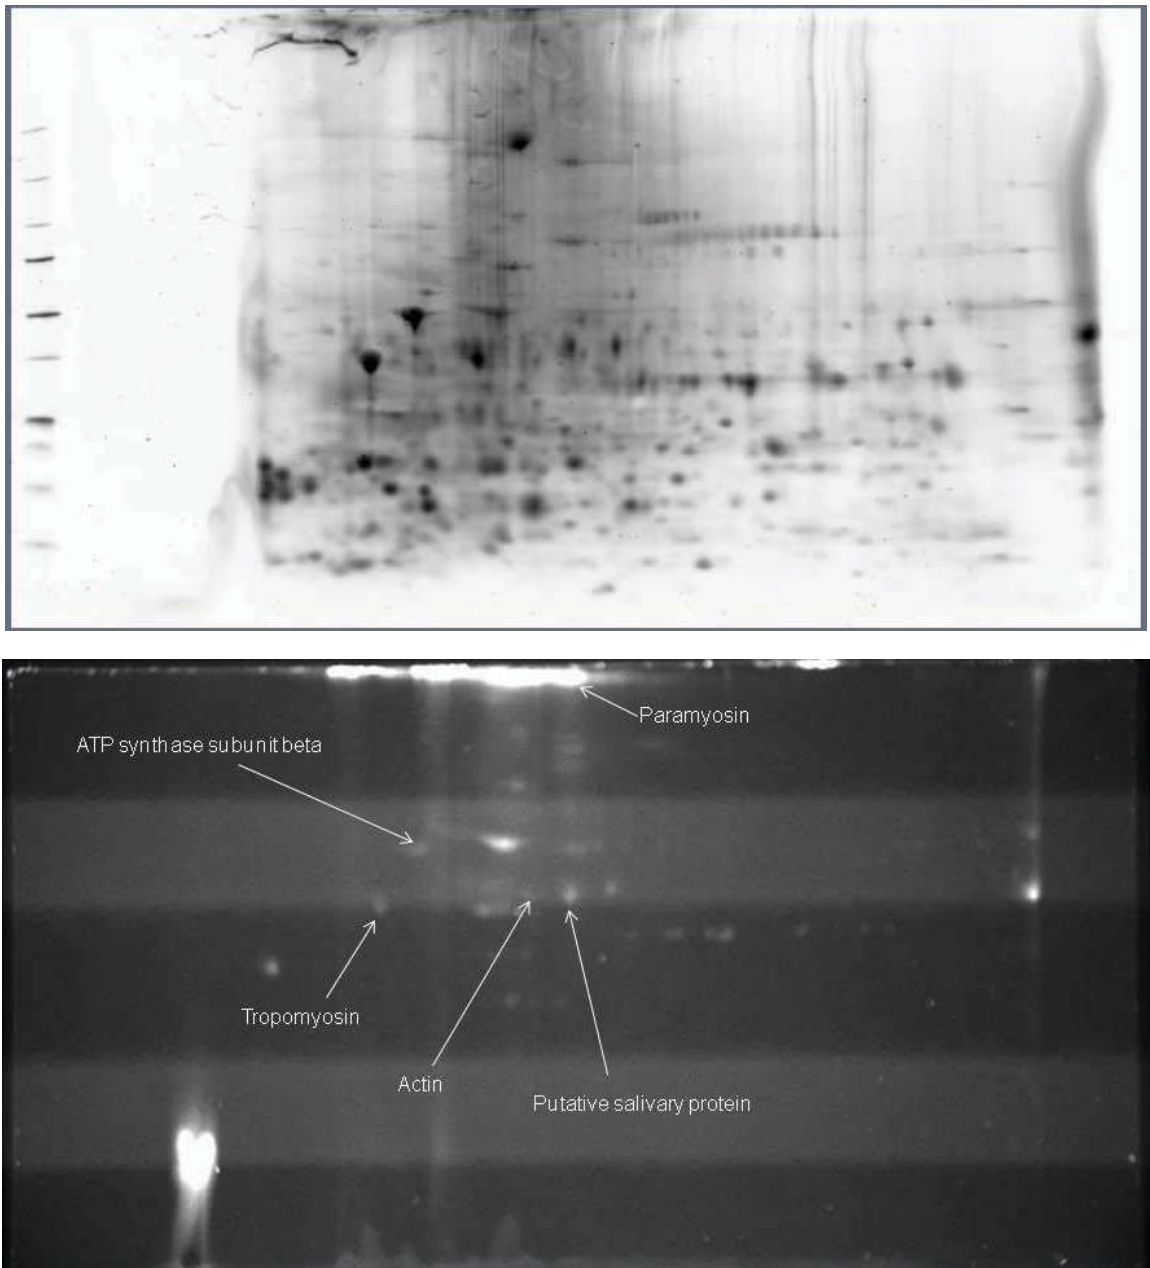 Paramyosin
ATP synthase subunit beta
Tropomyosin
Actin
Putative salivary protein